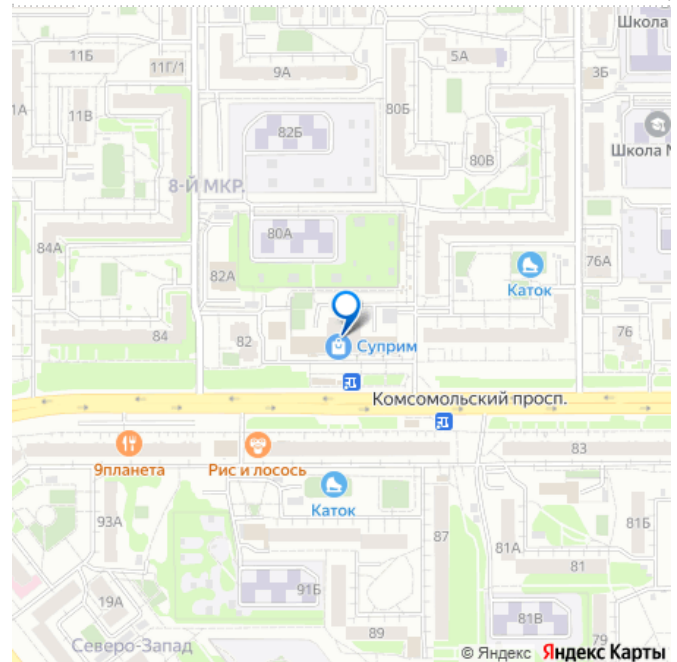 Школа
11Б
11Г/1
9А
5А
3Б
1А
11В
82Б
80Б
80В
Школа №
8-Й МКР.
80А
84А
82А
76А
Каток
84
82
Суприм
76
Комсомольский просп.
83
9планета
Рис и лосось
Каток
93А
87
81Б
81А
81
91Б
19А
81В
89
79
Северо-Запад
© Яндекс Яндекс Карты